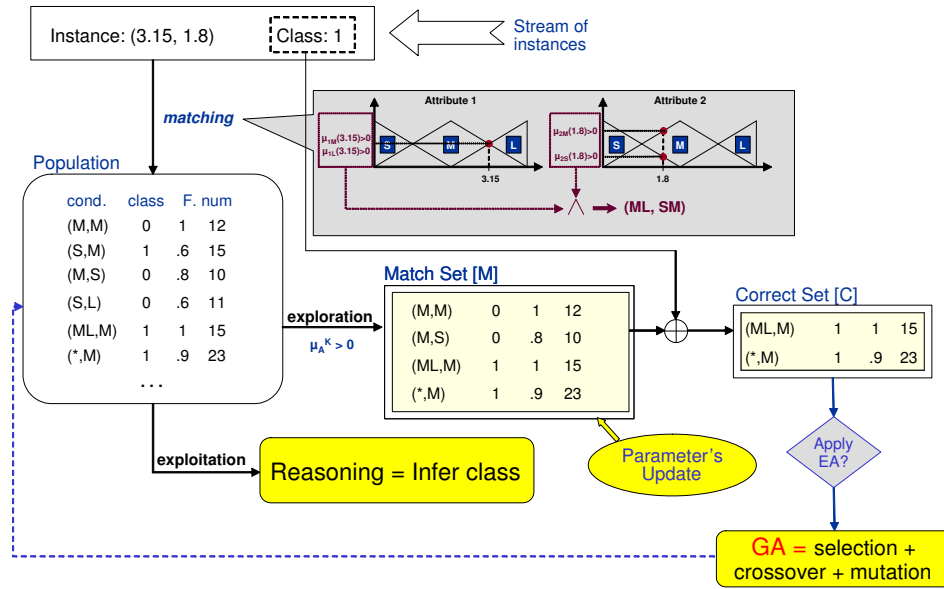 Instance: (3.15, 1.8)
Class: 1
Stream of
instances
matching
Attribute 1
Attribute 2
μ1M(3.15)>0
μ1L(3.15)>0
S
M
L
3.15
μ2M(1.8)>0
μ2S(1.8)>0
S
M
L
1.8
(ML, SM)
Population
cond. class F. num
(M,M) 0 1 12
(S,M) 1 .6 15
(M,S) 0 .8 10
(S,L) 0 .6 11
(ML,M) 1 1 15
(*,M) 1 .9 23
...
exploration
μA^K > 0
Match Set [M]
(M,M) 0 1 12
(M,S) 0 .8 10
(ML,M) 1 1 15
(*,M) 1 .9 23
Correct Set [C]
(ML,M) 1 1 15
(*,M) 1 .9 23
exploitation
Reasoning = Infer class
Parameter's
Update
Apply
EA?
GA = selection +
crossover + mutation